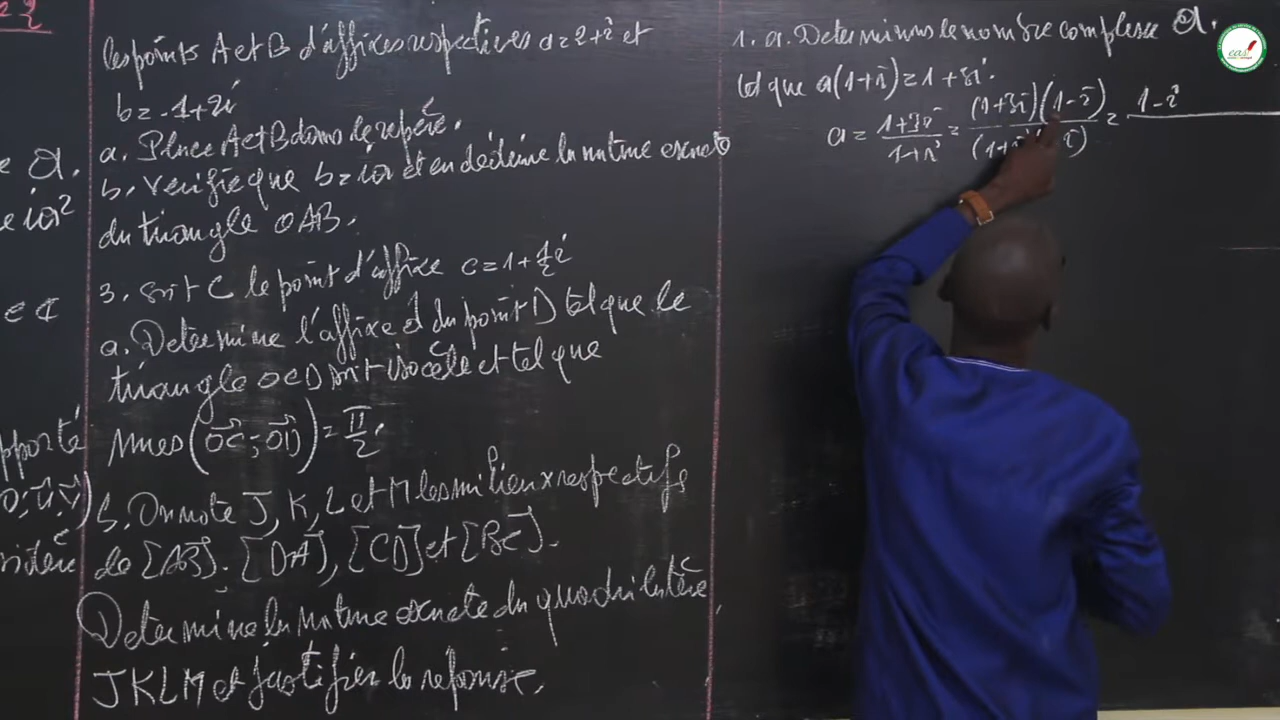 e a.
e ia²
∈ ℂ
pporté
O; u⃗, v⃗)
les points A et B d'affixes respectives a = 2+i et
b = -1+2i
a. Place A et B dans le repère.
b. Vérifie que b = ia et en déduire la nature exacte
du triangle OAB.
3. soit C le point d'affixe c = 1+½i
a. Détermine l'affixe d du point D tel que le
triangle OCD soit isocèle et tel que
mes(OC⃗; OD⃗) = π/2.
5. On note J, K, L et M les milieux respectifs
de [AB], [DA], [CD] et [BC].
Détermine la nature exacte du quadrilatère
JKLM et justifier la réponse.
1. a. Determinons le nombre complexe a.
tel que a(1+i) = 1+3i.
a = (1+3i)/(1+i) = (1+3i)(1-i) = 1-i
eas!